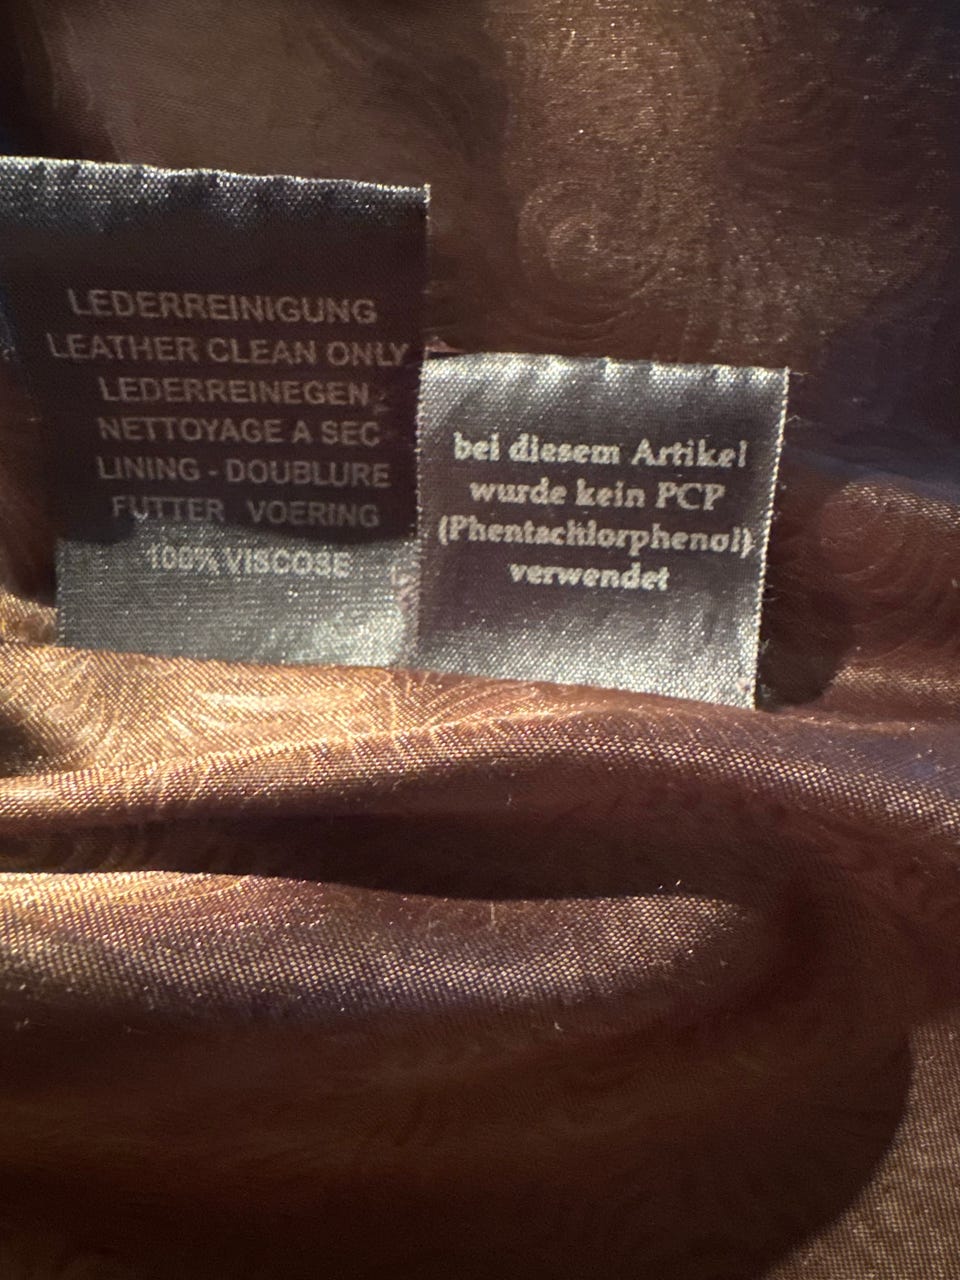 LEDERREINIGUNG
LEATHER CLEAN ONLY
LEDERREINEGEN
NETTOYAGE A SEC
LINING - DOUBLURE
FUTTER VOERING
100% VISCOSE
bei diesem Artikel
wurde kein PCP
(Phentachlorphenol)
verwendet